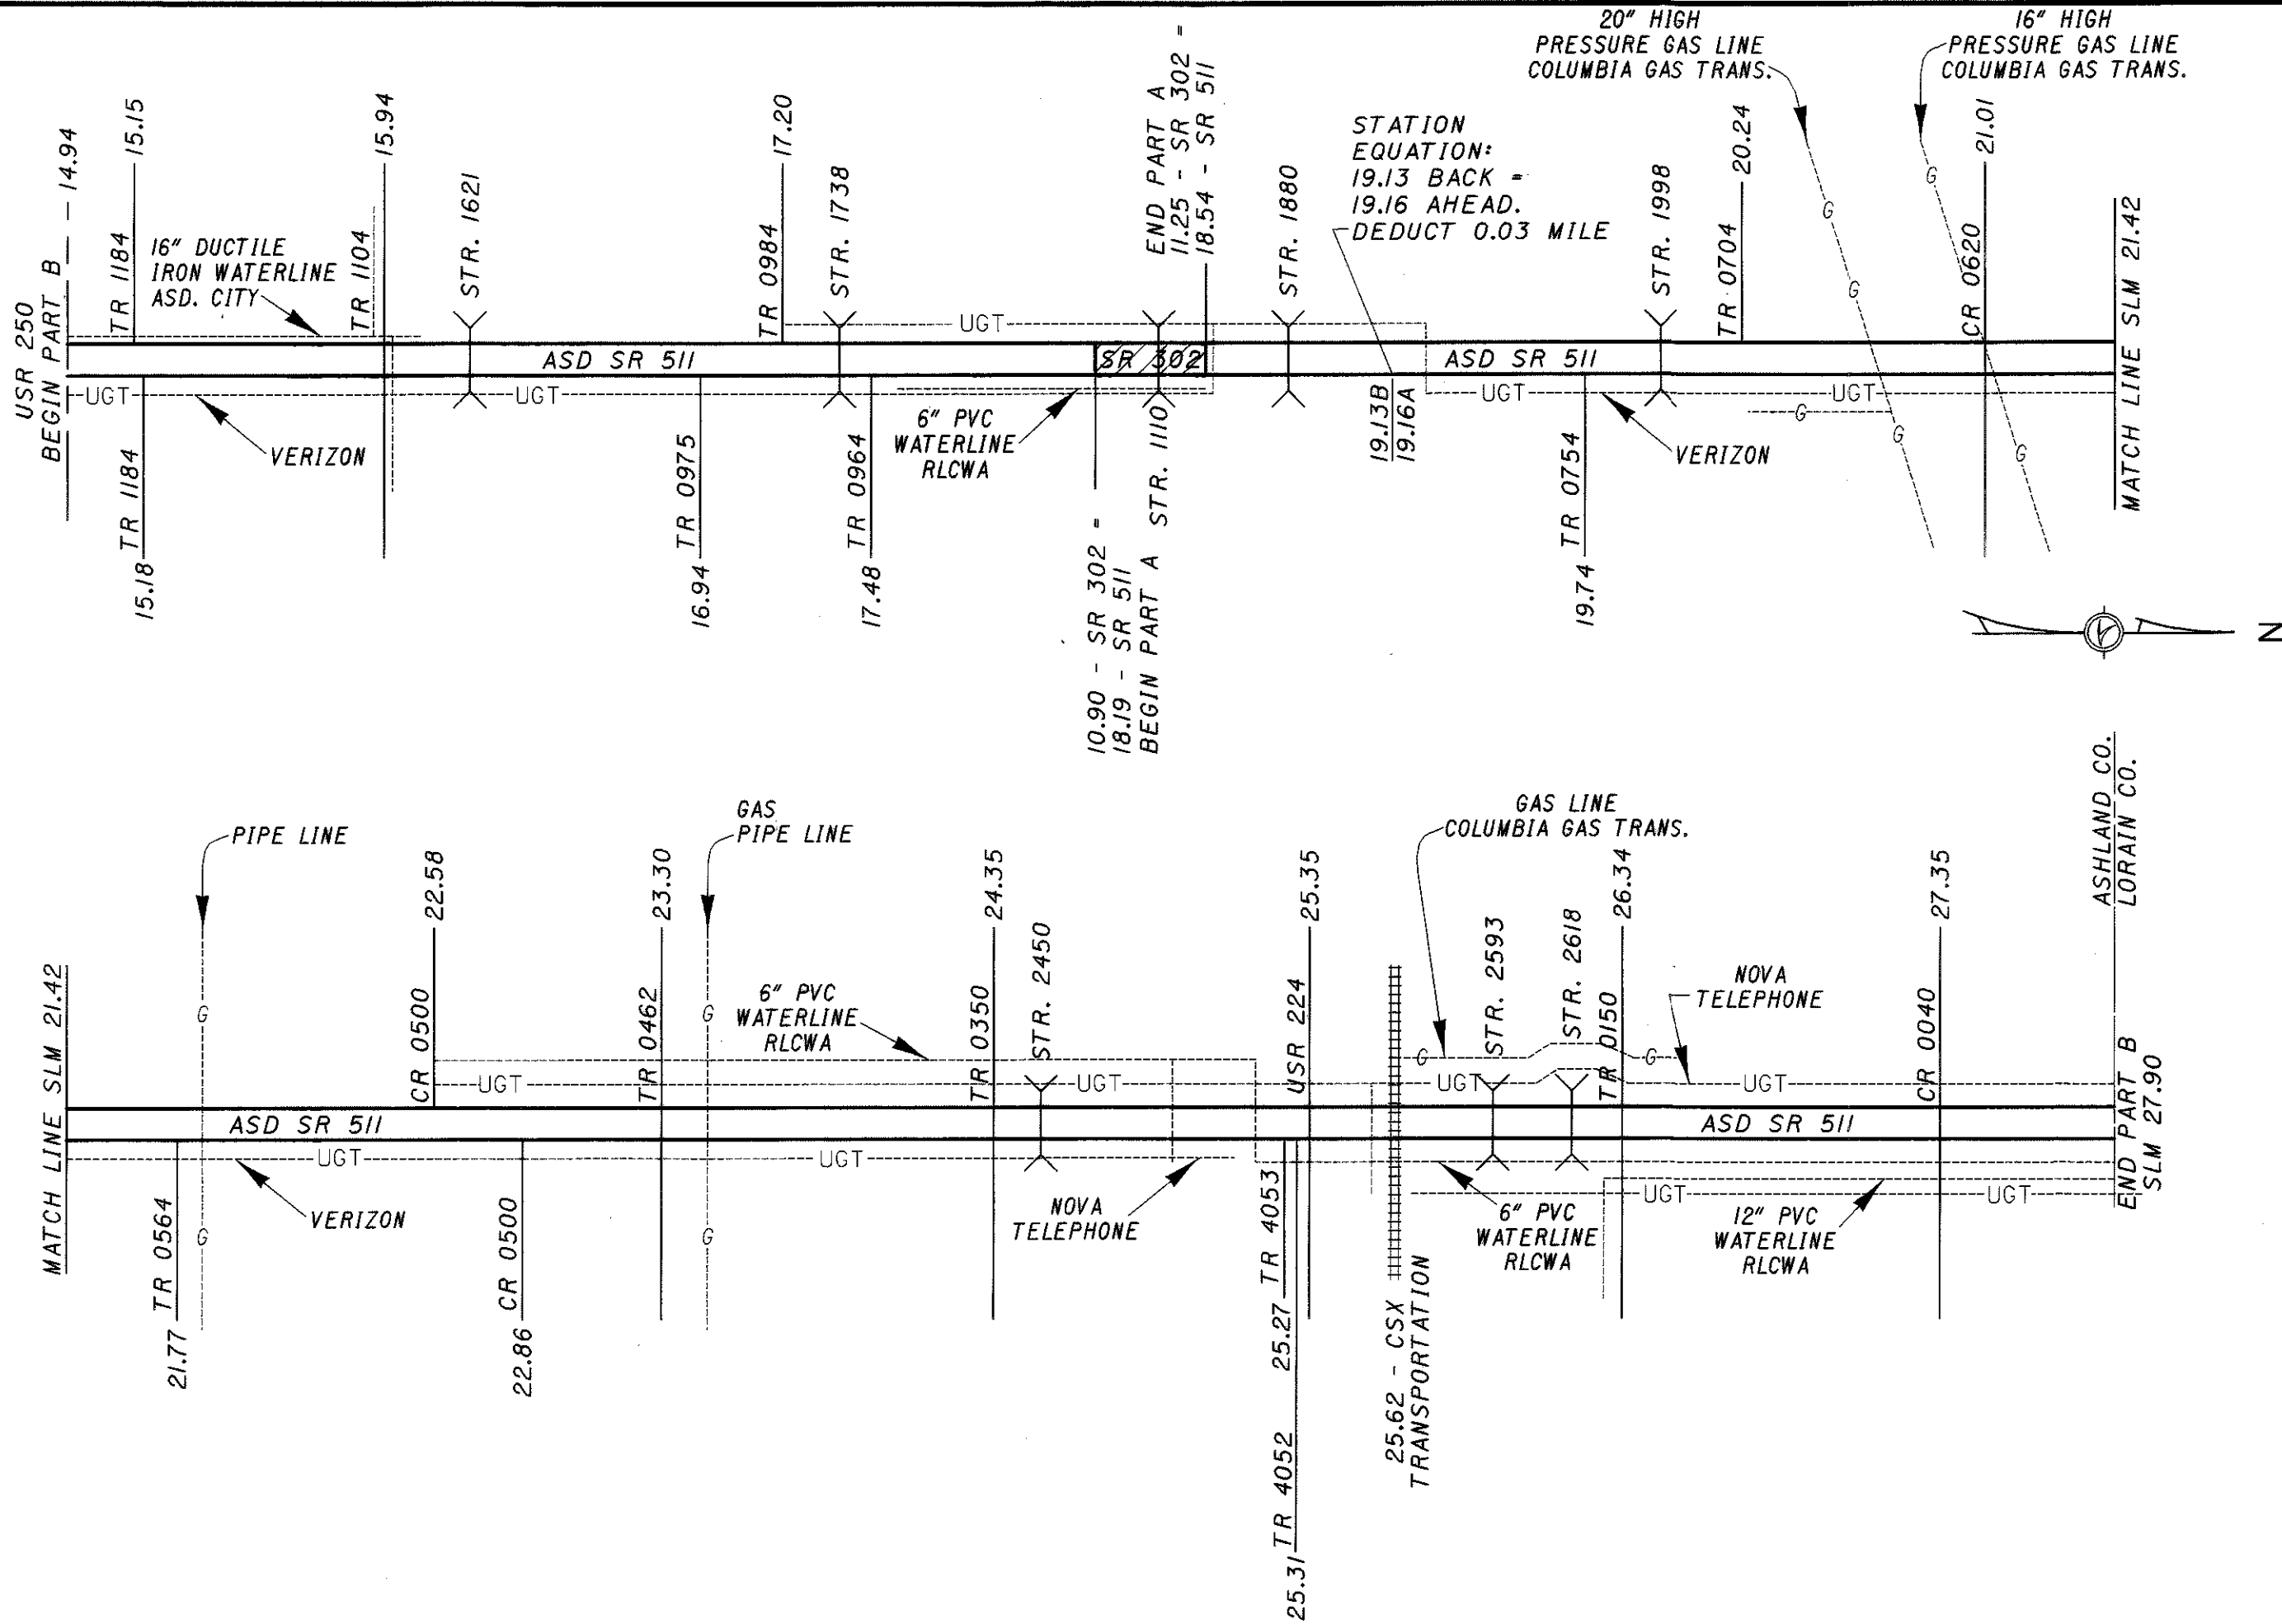 20" HIGH
PRESSURE GAS LINE
COLUMBIA GAS TRANS.
16" HIGH
PRESSURE GAS LINE
COLUMBIA GAS TRANS.
USR 250
BEGIN PART B
14.94
TR 1184
15.15
16" DUCTILE
IRON WATERLINE
ASD. CITY
TR 1104
15.94
STR. 1621
TR 0984
17.20
STR. 1738
END PART A
11.25 - SR 302 =
18.54 - SR 511
STR. 1880
STATION
EQUATION:
19.13 BACK =
19.16 AHEAD.
DEDUCT 0.03 MILE
STR. 1998
TR 0704
20.24
G
G
G
CR 0620
21.01
MATCH LINE SLM 21.42
UGT
ASD SR 511
SR 302
ASD SR 511
UGT
UGT
UGT
UGT
VERIZON
6" PVC
WATERLINE
RLCWA
19.13B
19.16A
VERIZON
G
G
G
15.18
TR 1184
16.94
TR 0975
17.48
TR 0964
10.90 - SR 302 =
18.19 - SR 511
BEGIN PART A
STR. 1110
19.74
TR 0754
N
MATCH LINE SLM 21.42
PIPE LINE
G
CR 0500
22.58
TR 0462
23.30
GAS
PIPE LINE
G
6" PVC
WATERLINE
RLCWA
TR 0350
24.35
STR. 2450
USR 224
25.35
GAS LINE
COLUMBIA GAS TRANS.
G
STR. 2593
STR. 2618
TR 0150
26.34
G
NOVA
TELEPHONE
CR 0040
27.35
ASHLAND CO.
LORAIN CO.
UGT
UGT
UGT
UGT
ASD SR 511
ASD SR 511
UGT
UGT
UGT
UGT
VERIZON
NOVA
TELEPHONE
6" PVC
WATERLINE
RLCWA
12" PVC
WATERLINE
RLCWA
END PART B
SLM 27.90
21.77
TR 0564
G
22.86
CR 0500
G
25.27
TR 4053
25.31
TR 4052
25.62 - CSX
TRANSPORTATION